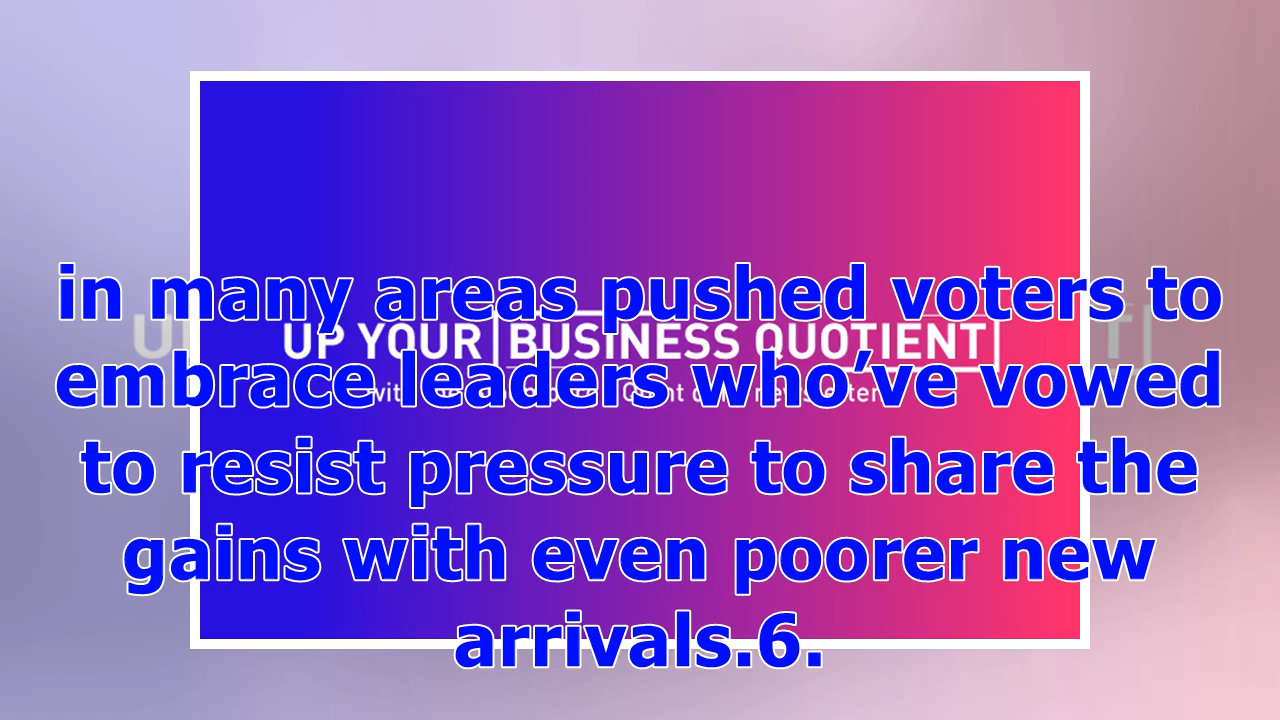 in many areas pushed voters to
UP YOUR BUSINESS QUOTIENT
embrace leaders who’ve vowed
to resist pressure to share the
gains with even poorer new
arrivals.6.